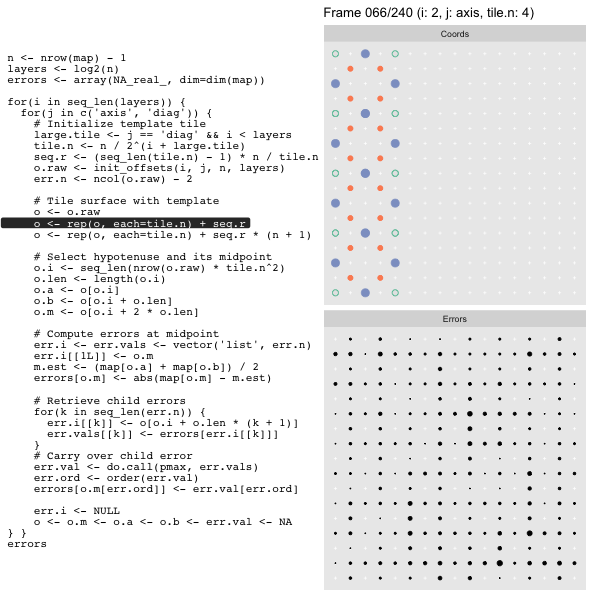 Frame 066/240 (i: 2, j: axis, tile.n: 4)
Coords
n <- nrow(map) - 1
layers <- log2(n)
errors <- array(NA_real_, dim=dim(map))
for(i in seq_len(layers)) {
for(j in c('axis', 'diag')) {
# Initialize template tile
large.tile <- j == 'diag' && i < layers
tile.n <- n / 2^(i + large.tile)
seq.r <- (seq_len(tile.n) - 1) * n / tile.n
o.raw <- init_offsets(i, j, n, layers)
err.n <- ncol(o.raw) - 2
# Tile surface with template
o <- o.raw
o <- rep(o, each=tile.n) + seq.r
o <- rep(o, each=tile.n) + seq.r * (n + 1)
# Select hypotenuse and its midpoint
o.i <- seq_len(nrow(o.raw) * tile.n^2)
o.len <- length(o.i)
o.a <- o[o.i]
o.b <- o[o.i + o.len]
o.m <- o[o.i + 2 * o.len]
# Compute errors at midpoint
err.i <- err.vals <- vector('list', err.n)
err.i[[1L]] <- o.m
m.est <- (map[o.a] + map[o.b]) / 2
errors[o.m] <- abs(map[o.m] - m.est)
# Retrieve child errors
for(k in seq_len(err.n)) {
err.i[[k]] <- o[o.i + o.len * (k + 1)]
err.vals[[k]] <- errors[err.i[[k]]]
}
# Carry over child error
err.val <- do.call(pmax, err.vals)
err.ord <- order(err.val)
errors[o.m[err.ord]] <- err.val[err.ord]
err.i <- NULL
o <- o.m <- o.a <- o.b <- err.val <- NA
} }
errors
Errors